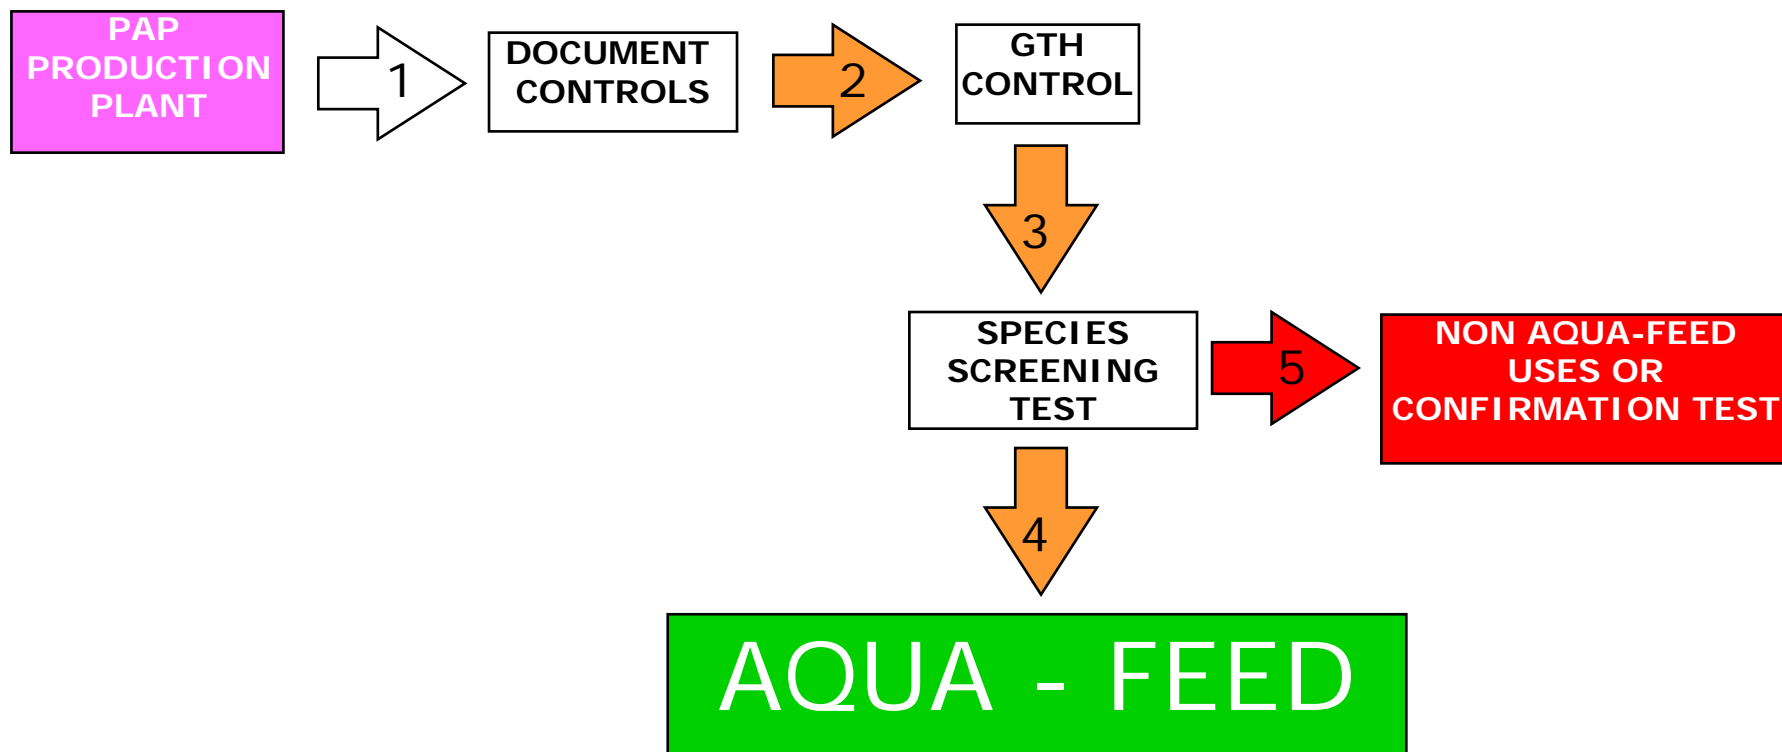 PAP
PRODUCTION
PLANT
1
DOCUMENT
CONTROLS
2
GTH
CONTROL
3
SPECIES
SCREENING
TEST
5
NON AQUA-FEED
USES OR
CONFIRMATION TEST
4
AQUA - FEED